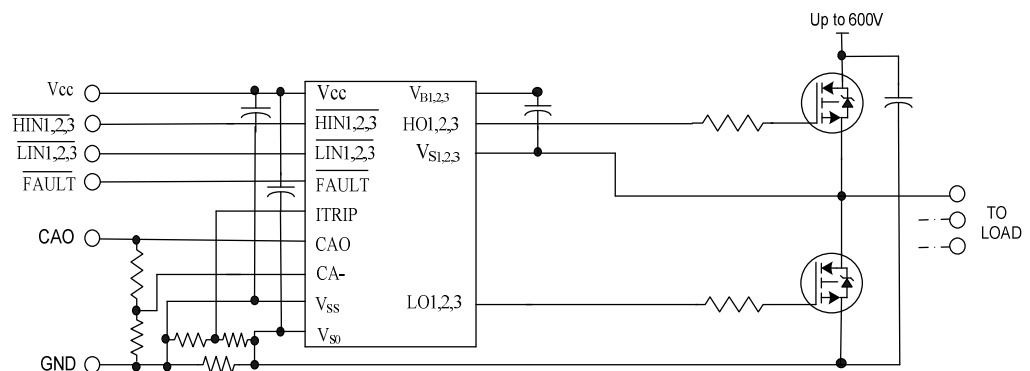 Up to 600V
Vcc
HIN1,2,3
LIN1,2,3
FAULT
CAO
GND
Vcc
HIN1,2,3
LIN1,2,3
FAULT
ITRIP
CAO
CA-
VSS
VS0
VB1,2,3
HO1,2,3
VS1,2,3
LO1,2,3
TO
LOAD